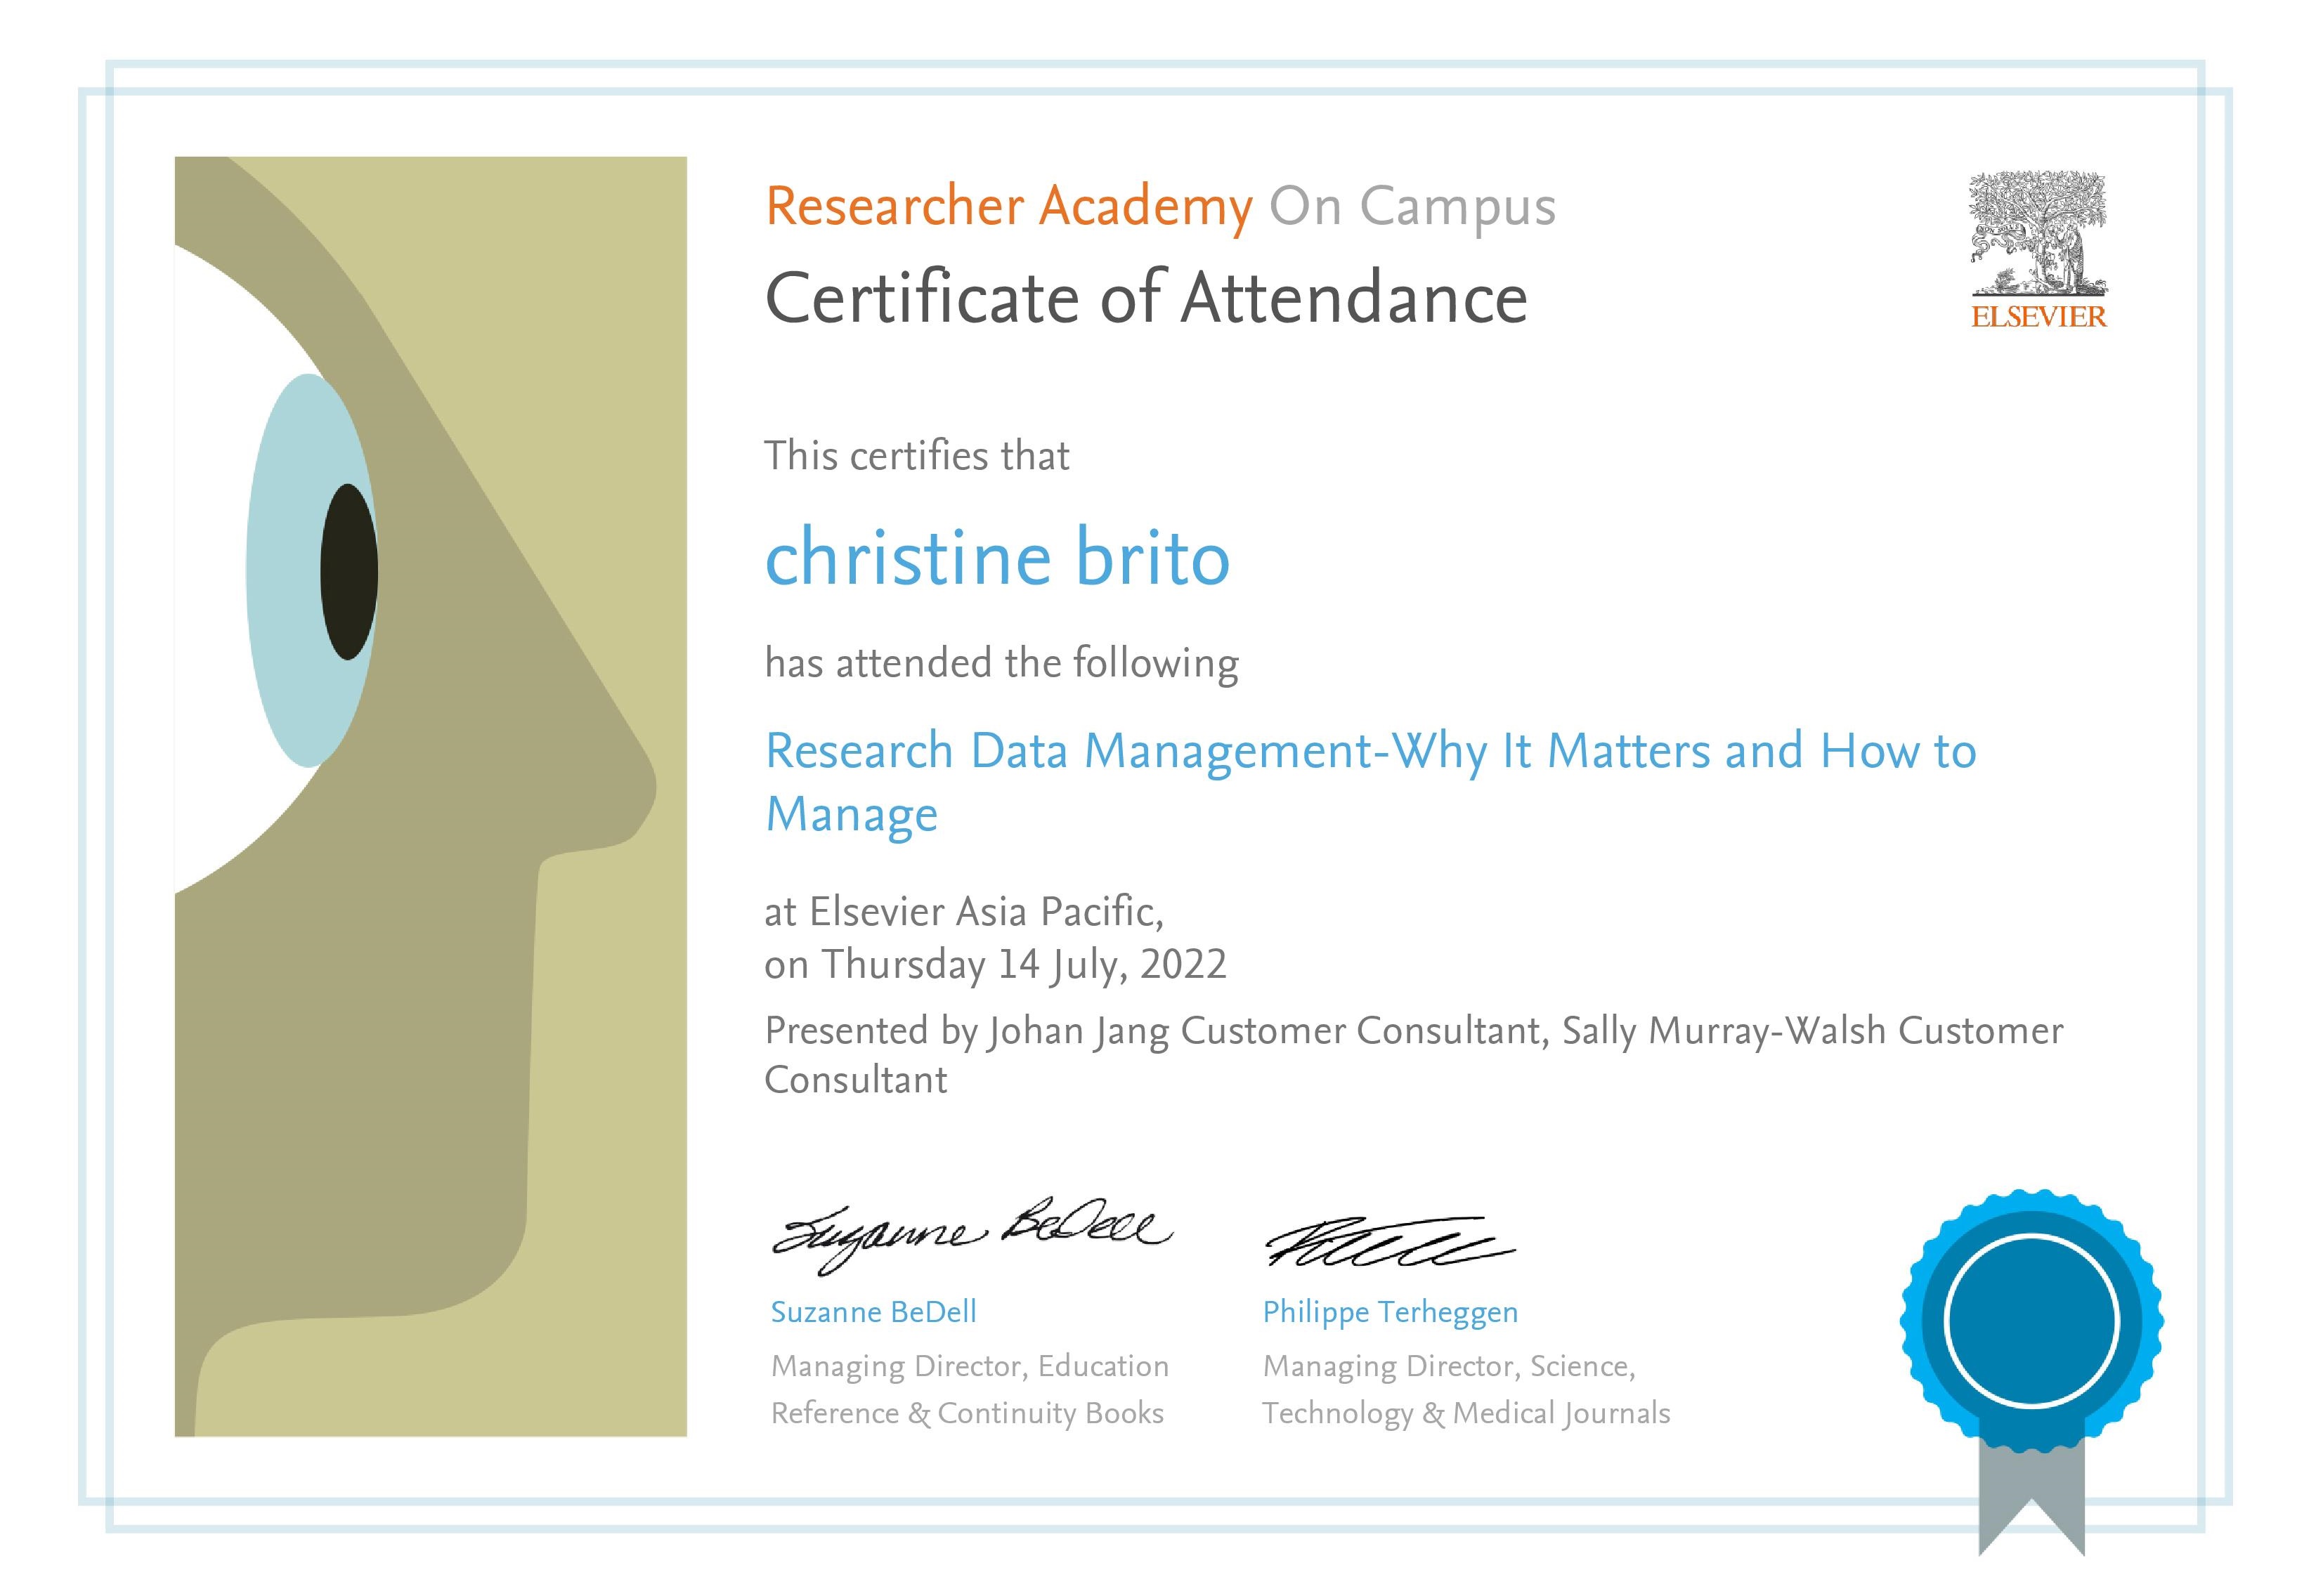 Researcher Academy On Campus
Certificate of Attendance
ELSEVIER
This certifies that
christine brito
has attended the following
Research Data Management-Why It Matters and How to
Manage
at Elsevier Asia Pacific,
on Thursday 14 July, 2022
Presented by Johan Jang Customer Consultant, Sally Murray-Walsh Customer
Consultant
Suzanne BeDell
Suzanne BeDell
Philippe Terheggen
Managing Director, Education
Reference & Continuity Books
Managing Director, Science,
Technology & Medical Journals